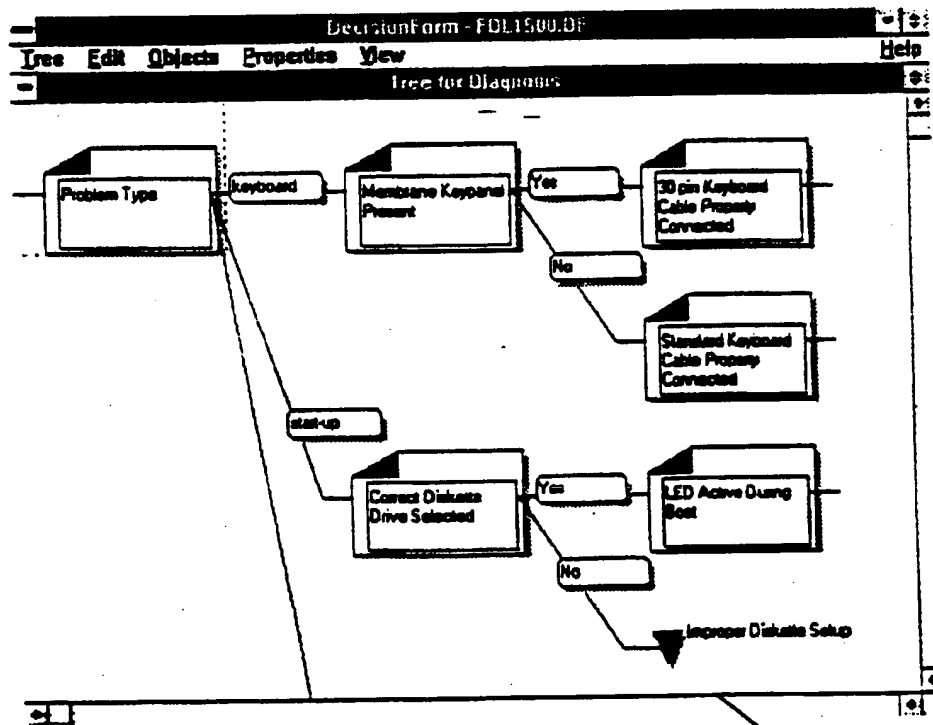 DecisionForm - FDL1500.DF
Tree Edit Objects Properties View Help
Tree for Diagnosis
Problem Type
keyboard
Membrane Keypanel
Present
Yes
30 pin Keyboard
Cable Properly
Connected
No
Standard Keyboard
Cable Properly
Connected
start-up
Correct Diskette
Drive Selected
Yes
LED Active During
Boot
No
Improper Diskette Setup